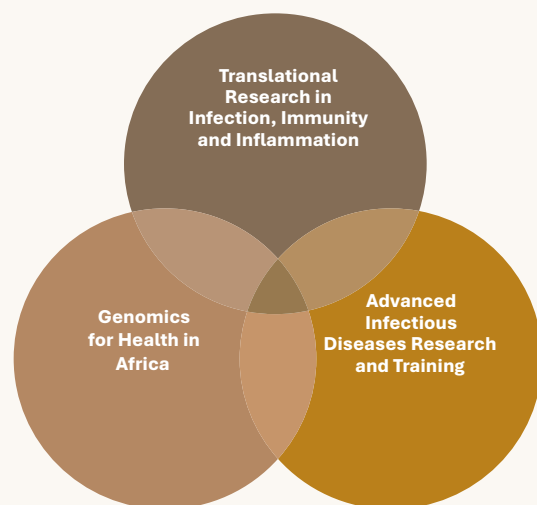 Translational
Research in
Infection, Immunity
and Inflammation
Genomics
for Health in
Africa
Advanced
Infectious
Diseases Research
and Training